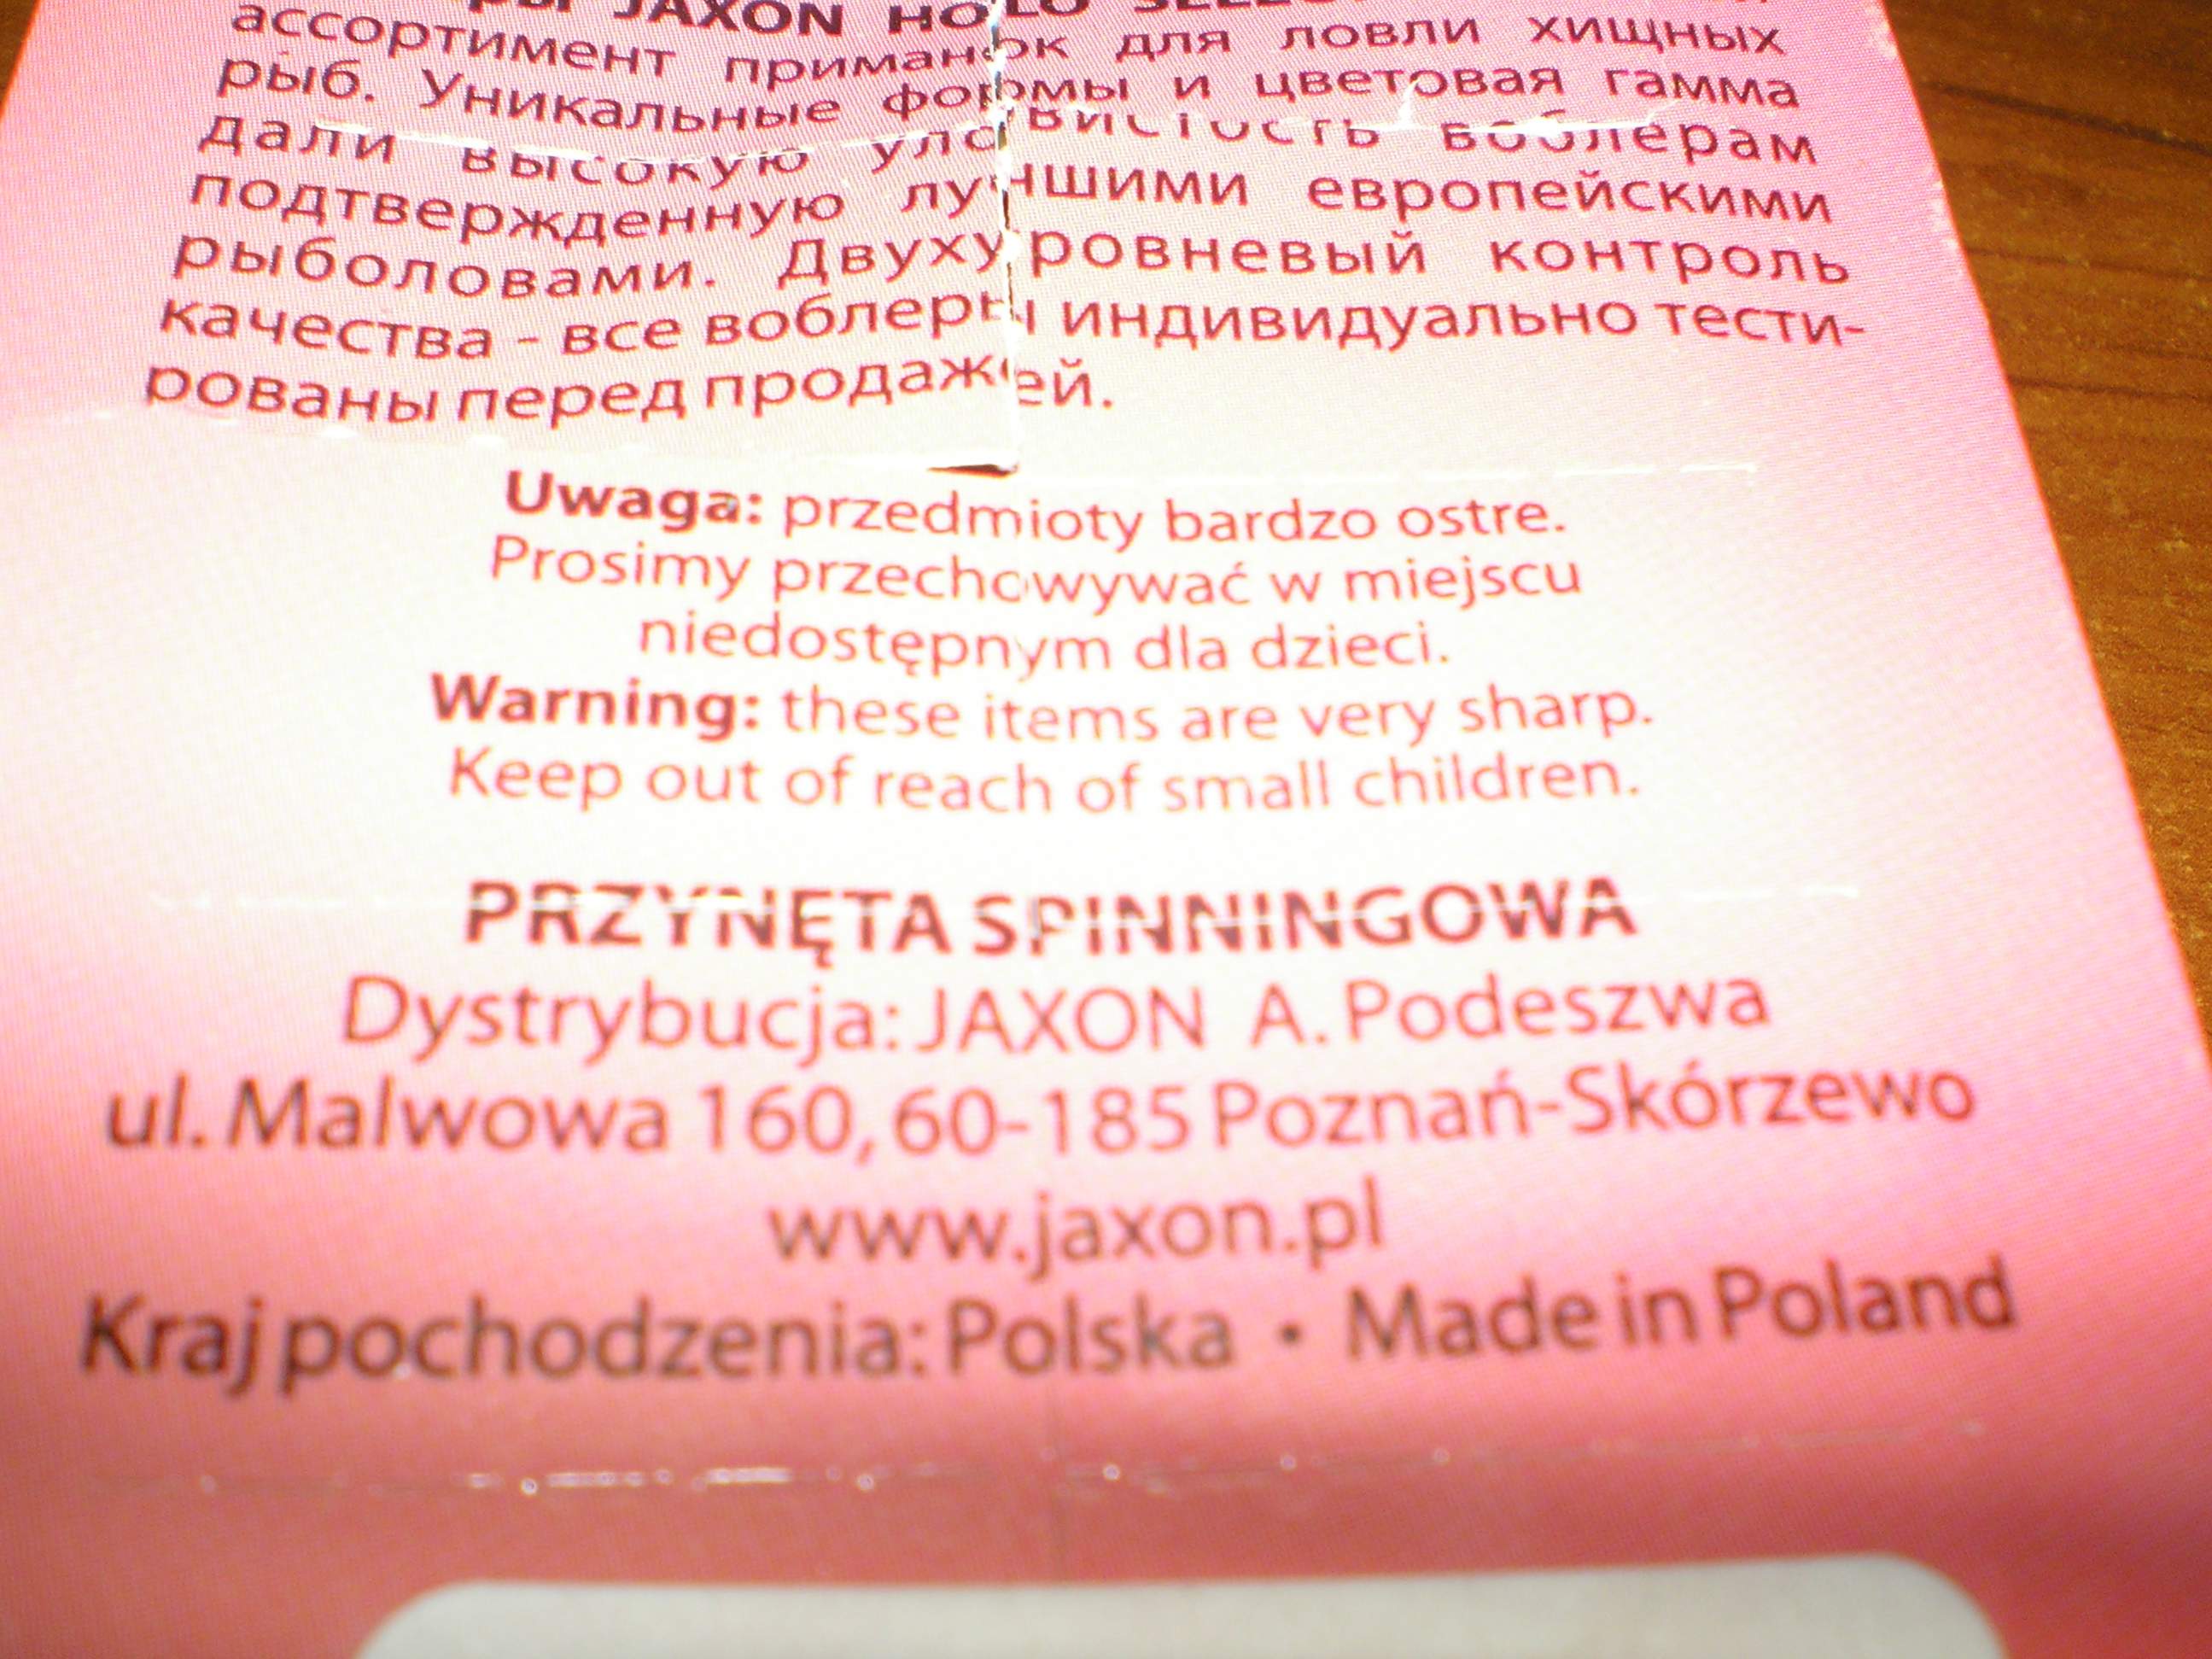 JAXON HOLO
ассортимент приманок для ловли хищных
рыб. Уникальные формы и цветовая гамма
дали высокую уловистость воблерам
подтвержденную лучшими европейскими
рыболовами. Двухуровневый контроль
качества - все воблеры индивидуально тести-
рованы перед продажей.
Uwaga: przedmioty bardzo ostre.
Prosimy przechowywać w miejscu
niedostępnym dla dzieci.
Warning: these items are very sharp.
Keep out of reach of small children.
PRZYNĘTA SPINNINGOWA
Dystrybucja: JAXON A. Podeszwa
ul. Malwowa 160, 60-185 Poznań-Skórzewo
www.jaxon.pl
Kraj pochodzenia: Polska • Made in Poland